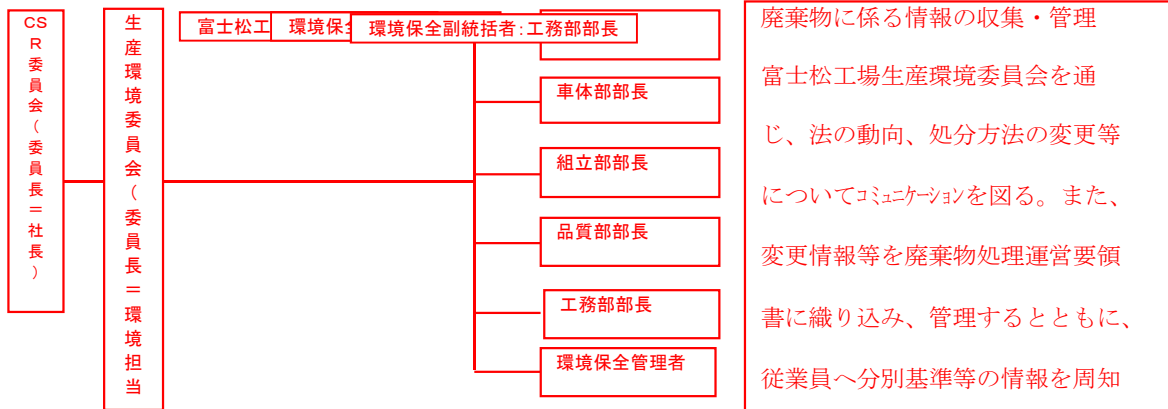 CSR委員会(委員長=社長)
生産環境委員会(委員長=環境担当
富士松工
環境保全
環境保全副統括者:工務部部長
車体部部長
組立部部長
品質部部長
工務部部長
環境保全管理者
廃棄物に係る情報の収集・管理
富士松工場生産環境委員会を通
じ、法の動向、処分方法の変更等
についてコミュニケーションを図る。また、
変更情報等を廃棄物処理運営要領
書に織り込み、管理するとともに、
従業員へ分別基準等の情報を周知